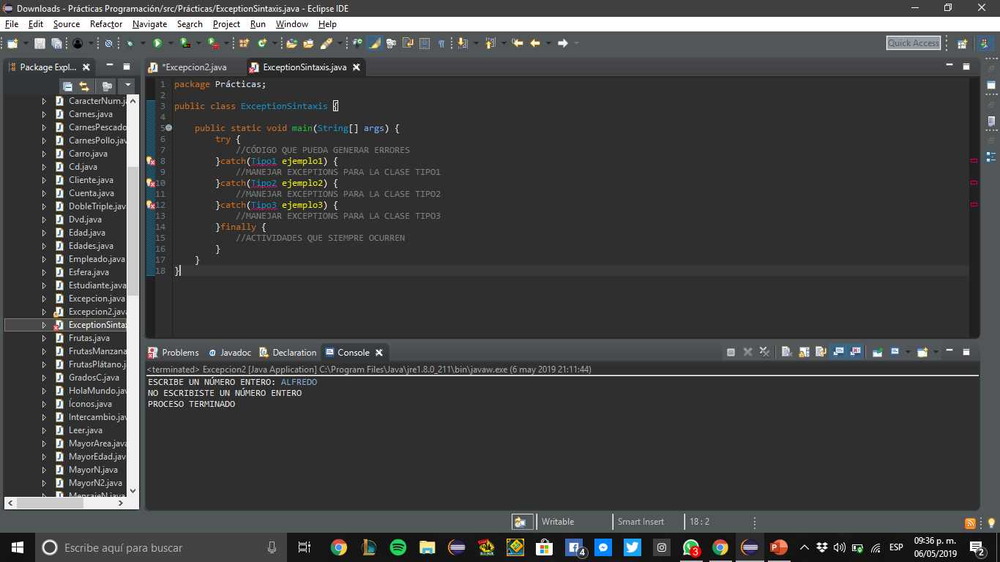 Downloads - Prácticas Programación/src/Prácticas/ExceptionSintaxis.java - Eclipse IDE
File Edit Source Refactor Navigate Search Project Run Window Help
Quick Access
Package Expl...
*Excepcion2.java ExceptionSintaxis.java
CaracterNum.ja
Carnes.java
CarnesPescado
CarnesPollo.jav
Carro.java
Cd.java
Cliente.java
Cuenta.java
DobleTriple.java
Dvd.java
Edad.java
Edades.java
Empleado.java
Esfera.java
Estudiante.java
Excepcion.java
Excepcion2.java
ExceptionSintax
Frutas.java
FrutasManzana
FrutasPlátano.j
GradosC.java
HolaMundo.jav
Íconos.java
Intercambio.jav
Leer.java
MayorArea.java
MayorEdad.java
MayorN.java
MayorN2.java
MensajeN.java
1 package Prácticas;
2
3 public class ExceptionSintaxis {
4
5 public static void main(String[] args) {
6 try {
7 //CÓDIGO QUE PUEDA GENERAR ERRORES
8 }catch(Tipo1 ejemplo1) {
9 //MANEJAR EXCEPTIONS PARA LA CLASE TIPO1
10 }catch(Tipo2 ejemplo2) {
11 //MANEJAR EXCEPTIONS PARA LA CLASE TIPO2
12 }catch(Tipo3 ejemplo3) {
13 //MANEJAR EXCEPTIONS PARA LA CLASE TIPO3
14 }finally {
15 //ACTIVIDADES QUE SIEMPRE OCURREN
16 }
17 }
18 }
Problems Javadoc Declaration Console
<terminated> Excepcion2 [Java Application] C:\Program Files\Java\jre1.8.0_211\bin\javaw.exe (6 may 2019 21:11:44)
ESCRIBE UN NÚMERO ENTERO: ALFREDO
NO ESCRIBISTE UN NÚMERO ENTERO
PROCESO TERMINADO
Writable Smart Insert 18 : 2
Escribe aquí para buscar
4
3
ESP
09:36 p. m.
06/05/2019
2